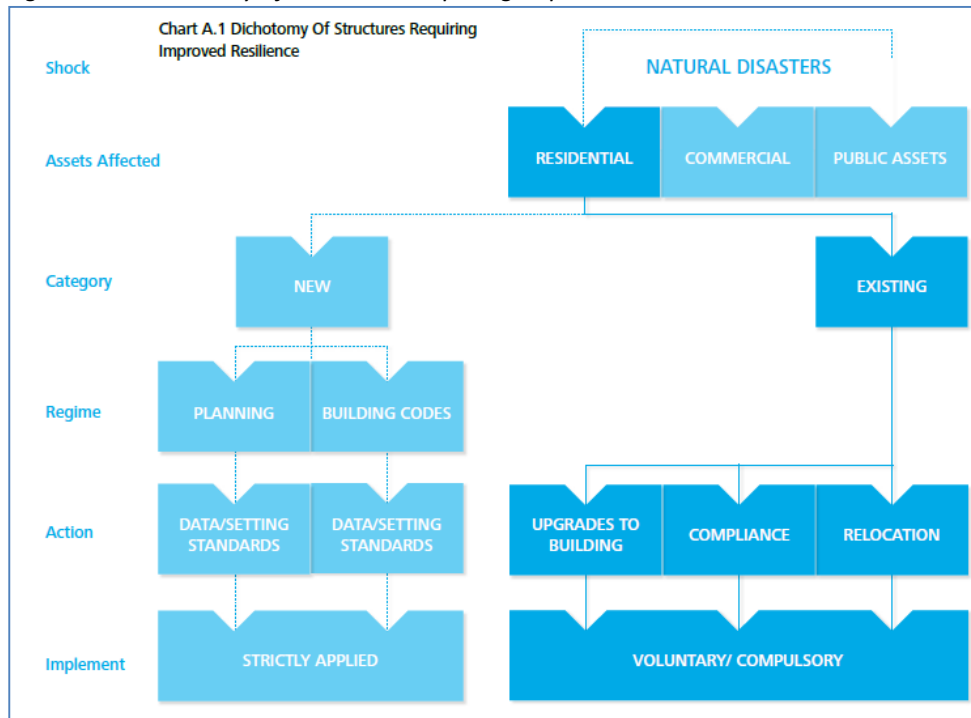 Chart A.1 Dichotomy Of Structures Requiring
Improved Resilience
Shock
NATURAL DISASTERS
Assets Affected
RESIDENTIAL
COMMERCIAL
PUBLIC ASSETS
Category
NEW
EXISTING
Regime
PLANNING
BUILDING CODES
Action
DATA/SETTING
STANDARDS
DATA/SETTING
STANDARDS
UPGRADES TO
BUILDING
COMPLIANCE
RELOCATION
Implement
STRICTLY APPLIED
VOLUNTARY/ COMPULSORY